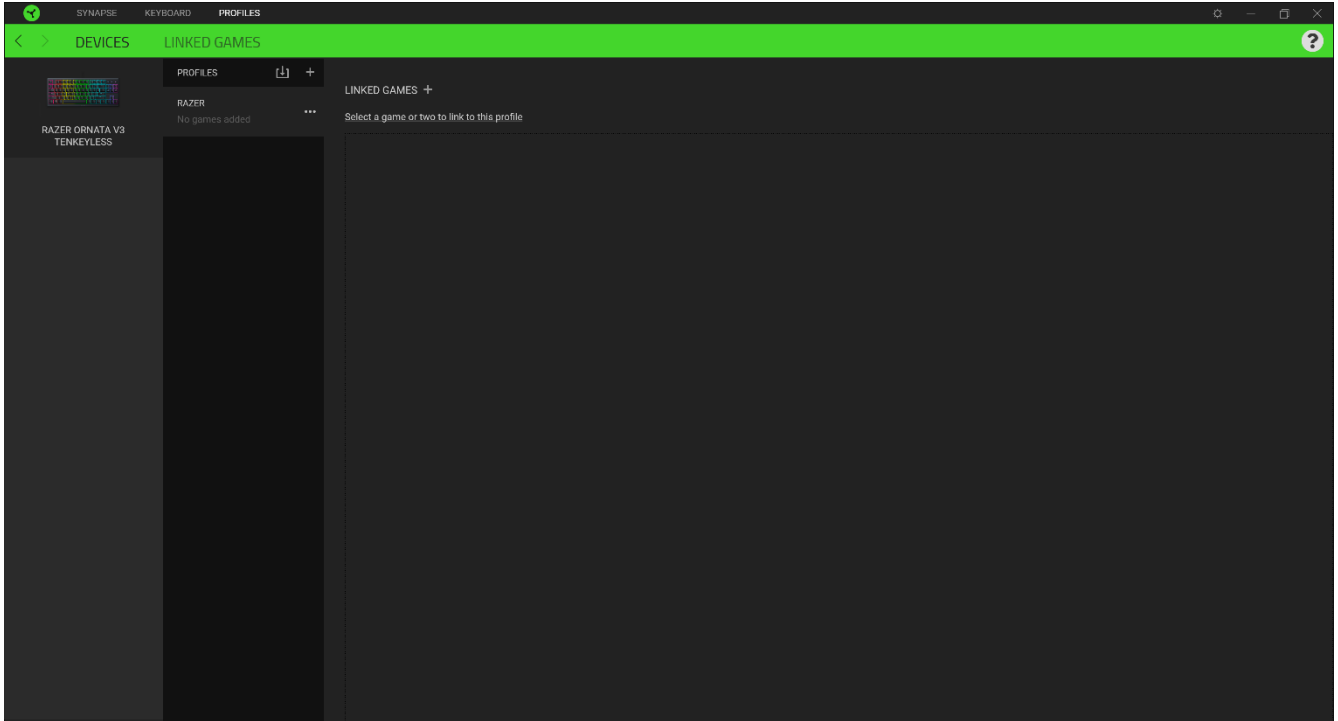 SYNAPSE KEYBOARD PROFILES
DEVICES LINKED GAMES
?
RAZER ORNATA V3
TENKEYLESS
PROFILES
RAZER
No games added
LINKED GAMES +
Select a game or two to link to this profile